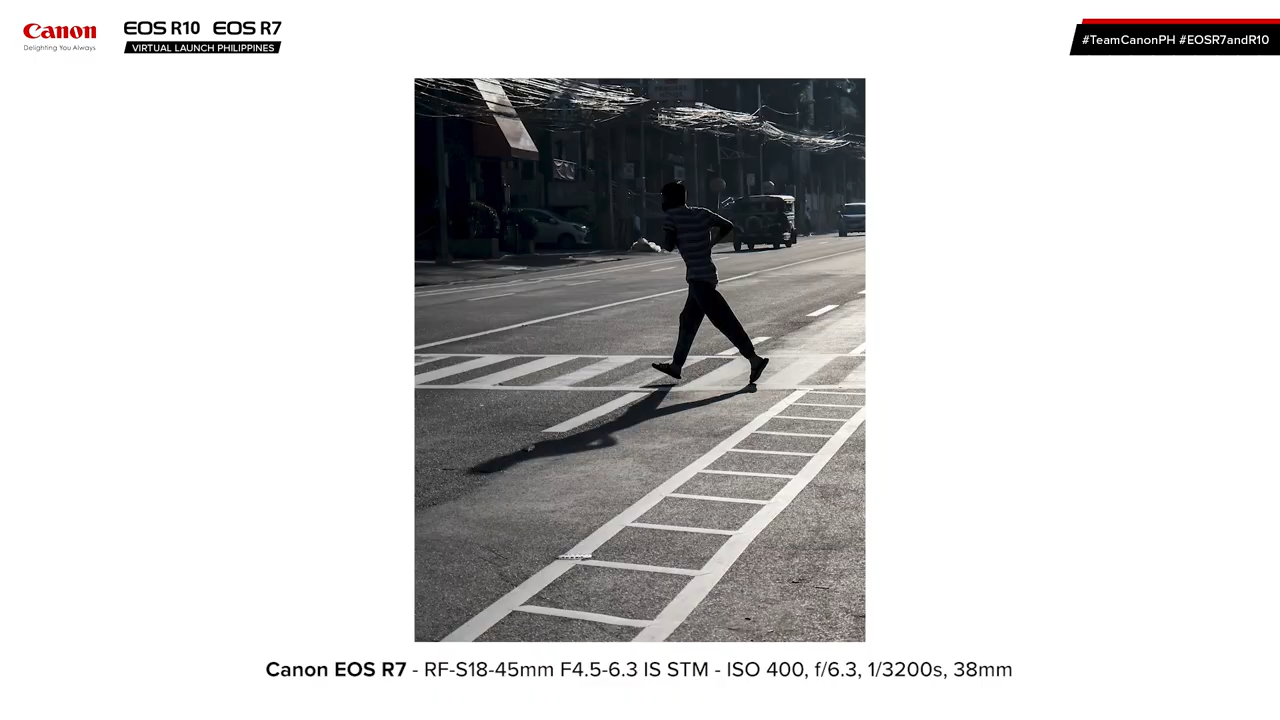 Canon
Delighting You Always
EOS R10 EOS R7
VIRTUAL LAUNCH PHILIPPINES
#TeamCanonPH #EOSR7andR10
Canon EOS R7 - RF-S18-45mm F4.5-6.3 IS STM - ISO 400, f/6.3, 1/3200s, 38mm